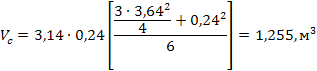 V_c = 3,14 · 0,24 [ ( (3 · 3,64²)/4 + 0,24² ) / 6 ] = 1,255, м³